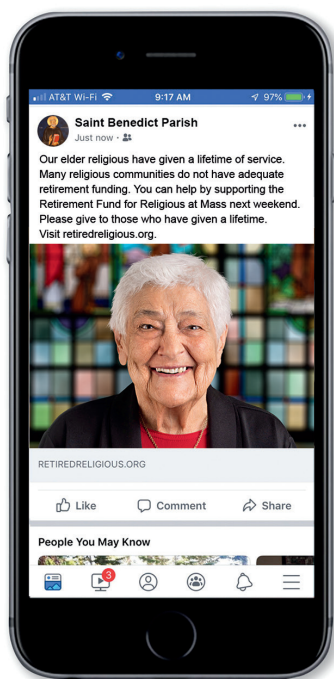 AT&T Wi-Fi 9:17 AM 97%
Saint Benedict Parish
Just now ·
Our elder religious have given a lifetime of service.
Many religious communities do not have adequate
retirement funding. You can help by supporting the
Retirement Fund for Religious at Mass next weekend.
Please give to those who have given a lifetime.
Visit retiredreligious.org.
RETIREDRELIGIOUS.ORG
Like Comment Share
People You May Know
3